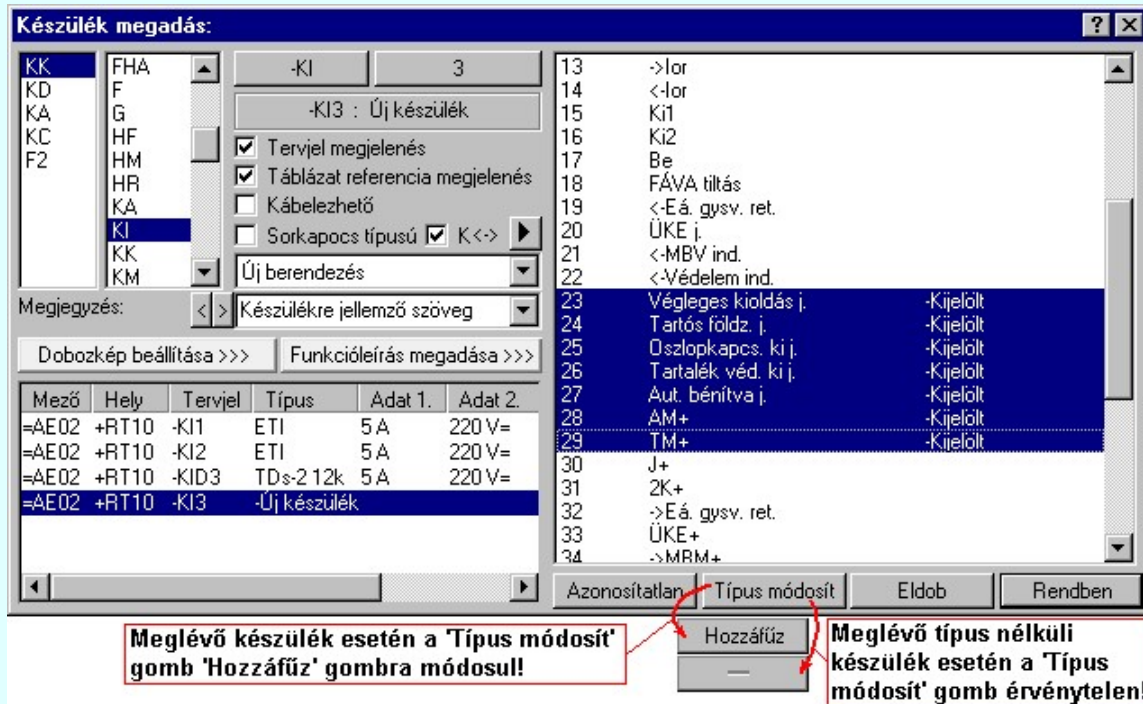 Készülék megadás:
KK
KD
KA
KC
F2
FHA
F
G
HF
HM
HR
KA
KI
KK
KM
-KI
3
-KI3 : Új készülék
Tervjel megjelenés
Táblázat referencia megjelenés
Kábelezhető
Sorkapocs típusú K<->
Új berendezés
Megjegyzés: < > Készülékre jellemző szöveg
Dobozkép beállítása >>>
Funkcióleírás megadása >>>
Mező Hely Tervjel Típus Adat 1. Adat 2.
=AE02 +RT10 -KI1 ETI 5 A 220 V=
=AE02 +RT10 -KI2 ETI 5 A 220 V=
=AE02 +RT10 -KID3 TDs-2 12k 5 A 220 V=
=AE02 +RT10 -KI3 -Új készülék
13 ->Ior
14 <-Ior
15 Ki1
16 Ki2
17 Be
18 FÁVA tiltás
19 <-Eá. gysv. ret.
20 ÜKE j.
21 <-MBV ind.
22 <-Védelem ind.
23 Végleges kioldás j. -Kijelölt
24 Tartós földz. j. -Kijelölt
25 Oszlopkapcs. ki j. -Kijelölt
26 Tartalék véd. ki j. -Kijelölt
27 Aut. bénítva j. -Kijelölt
28 AM+ -Kijelölt
29 TM+ -Kijelölt
30 J+
31 2K+
32 ->Eá. gysv. ret.
33 ÜKE+
34 ->MBM+
Azonosítatlan
Típus módosít
Eldob
Rendben
Meglévő készülék esetén a 'Típus módosít'
gomb 'Hozzáfűz' gombra módosul!
Hozzáfűz
Meglévő típus nélküli
készülék esetén a 'Típus
módosít' gomb érvénytelen!